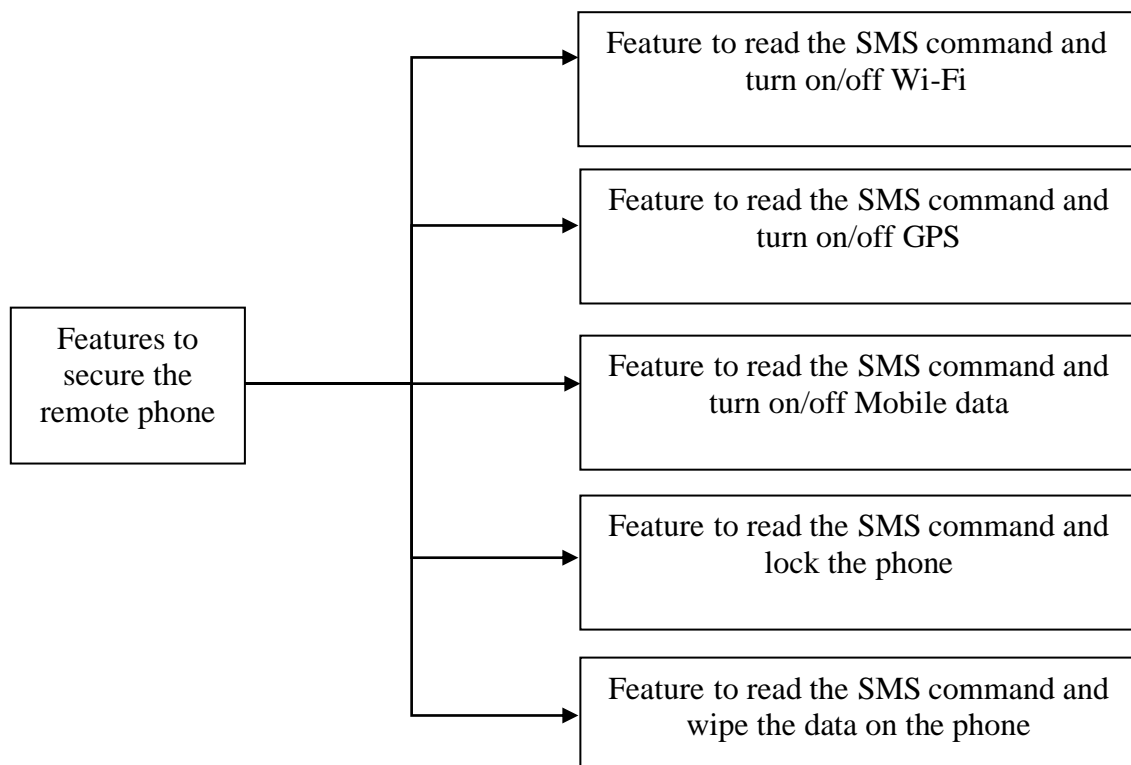 Feature to read the SMS command and
turn on/off Wi-Fi
Feature to read the SMS command and
turn on/off GPS
Features to
secure the
remote phone
Feature to read the SMS command and
turn on/off Mobile data
Feature to read the SMS command and
lock the phone
Feature to read the SMS command and
wipe the data on the phone